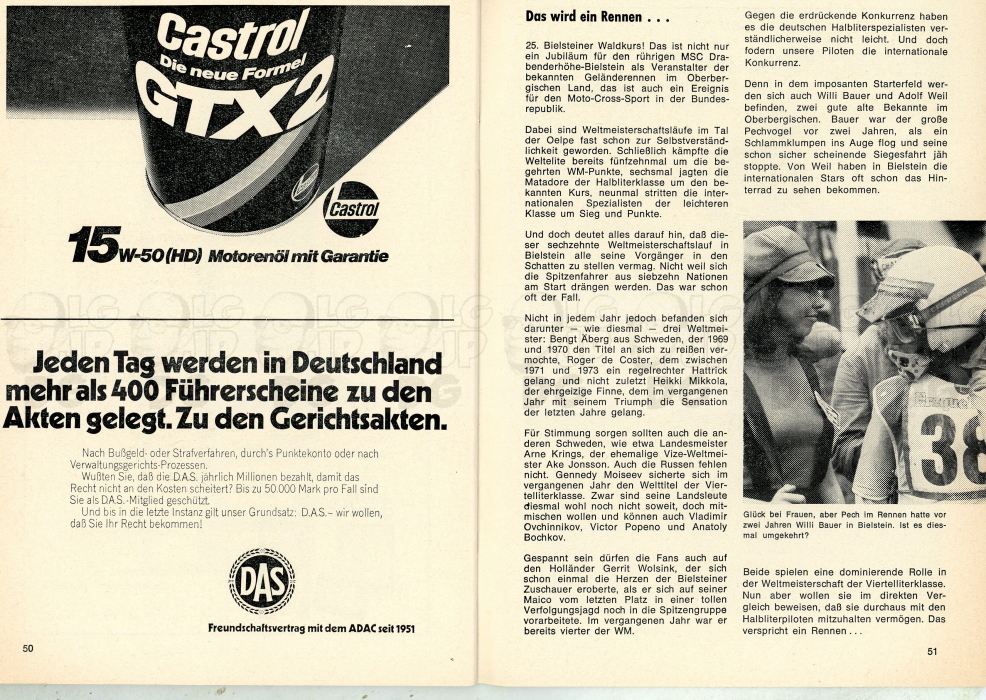 Castrol
Die neue Formel
GTX2
Castrol
15W-50(HD) Motorenöl mit Garantie
Jeden Tag werden in Deutschland
mehr als 400 Führerscheine zu den
Akten gelegt. Zu den Gerichtsakten.
Nach Bußgeld- oder Strafverfahren, durch's Punktekonto oder nach
Verwaltungsgerichts-Prozessen.
Wußten Sie, daß die D.A.S. jährlich Millionen bezahlt, damit das
Recht nicht an den Kosten scheitert? Bis zu 50.000 Mark pro Fall sind
Sie als D.A.S.-Mitglied geschützt.
Und bis in die letzte Instanz gilt unser Grundsatz: D.A.S. – wir wollen,
daß Sie Ihr Recht bekommen!
DAS
Freundschaftsvertrag mit dem ADAC seit 1951
50
Das wird ein Rennen . . .
25. Bielsteiner Waldkurs! Das ist nicht nur
ein Jubiläum für den rührigen MSC Dra-
benderhöhe-Bielstein als Veranstalter der
bekannten Geländerennen im Oberber-
gischen Land, das ist auch ein Ereignis
für den Moto-Cross-Sport in der Bundes-
republik.
Dabei sind Weltmeisterschaftsläufe im Tal
der Oelpe fast schon zur Selbstverständ-
lichkeit geworden. Schließlich kämpfte die
Weltelite bereits fünfzehnmal um die be-
gehrten WM-Punkte, sechsmal jagten die
Matadore der Halbliterklasse um den be-
kannten Kurs, neunmal stritten die inter-
nationalen Spezialisten der leichteren
Klasse um Sieg und Punkte.
Und doch deutet alles darauf hin, daß die-
ser sechzehnte Weltmeisterschaftslauf in
Bielstein alle seine Vorgänger in den
Schatten zu stellen vermag. Nicht weil sich
die Spitzenfahrer aus siebzehn Nationen
am Start drängen werden. Das war schon
oft der Fall.
Nicht in jedem Jahr jedoch befanden sich
darunter — wie diesmal — drei Weltmei-
ster: Bengt Aberg aus Schweden, der 1969
und 1970 den Titel an sich zu reißen ver-
mochte, Roger de Coster, dem zwischen
1971 und 1973 ein regelrechter Hattrick
gelang und nicht zuletzt Heikki Mikkola,
der ehrgeizige Finne, dem im vergangenen
Jahr mit seinem Triumph die Sensation
der letzten Jahre gelang.
Für Stimmung sorgen sollten auch die an-
deren Schweden, wie etwa Landesmeister
Arne Krings, der ehemalige Vize-Weltmei-
ster Ake Jonsson. Auch die Russen fehlen
nicht. Gennedy Moiseev sicherte sich im
vergangenen Jahr den Welttitel der Vier-
telliterklasse. Zwar sind seine Landsleute
diesmal wohl noch nicht soweit, doch mit-
mischen wollen und können auch Vladimir
Ovchinnikov, Victor Popeno und Anatoly
Bochkov.
Gespannt sein dürfen die Fans auch auf
den Holländer Gerrit Wolsink, der sich
schon einmal die Herzen der Bielsteiner
Zuschauer eroberte, als er sich auf seiner
Maico vom letzten Platz in einer tollen
Verfolgungsjagd noch in die Spitzengruppe
vorarbeitete. Im vergangenen Jahr war er
bereits vierter der WM.
Gegen die erdrückende Konkurrenz haben
es die deutschen Halbliterspezialisten ver-
ständlicherweise nicht leicht. Und doch
fodern unsere Piloten die internationale
Konkurrenz.
Denn in dem imposanten Starterfeld wer-
den sich auch Willi Bauer und Adolf Weil
befinden, zwei gute alte Bekannte im
Oberbergischen. Bauer war der große
Pechvogel vor zwei Jahren, als ein
Schlammklumpen ins Auge flog und seine
schon sicher scheinende Siegesfahrt jäh
stoppte. Von Weil haben in Bielstein die
internationalen Stars oft schon das Hin-
terrad zu sehen bekommen.
38
Glück bei Frauen, aber Pech im Rennen hatte vor
zwei Jahren Willi Bauer in Bielstein. Ist es dies-
mal umgekehrt?
Beide spielen eine dominierende Rolle in
der Weltmeisterschaft der Viertelliterklasse.
Nun aber wollen sie im direkten Ver-
gleich beweisen, daß sie durchaus mit den
Halbliterpiloten mitzuhalten vermögen. Das
verspricht ein Rennen . . .
51